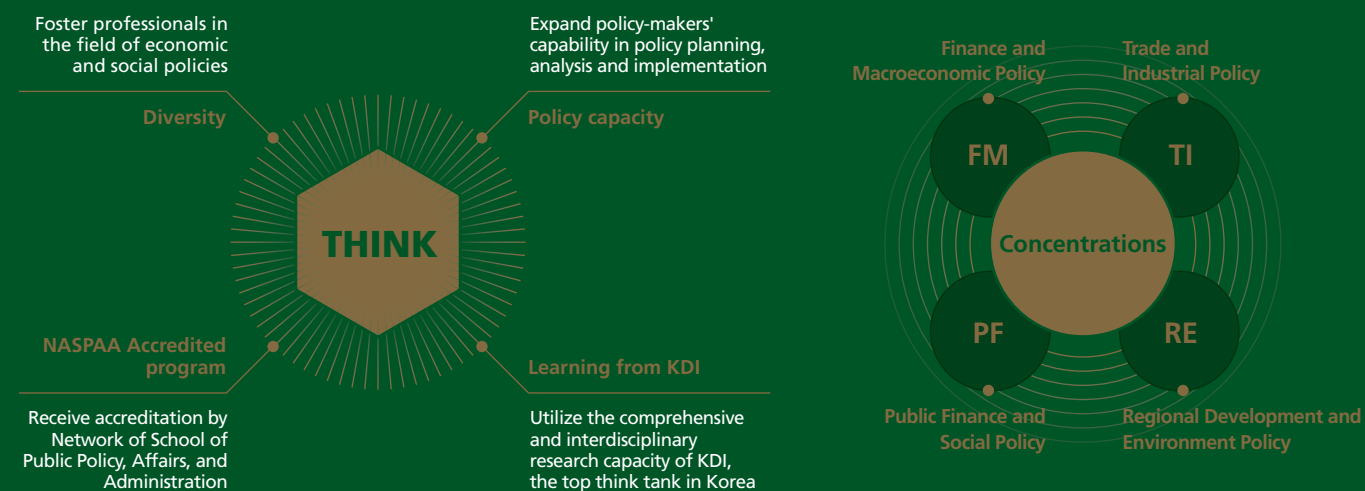 Foster professionals in
the field of economic
and social policies
Diversity
Expand policy-makers'
capability in policy planning,
analysis and implementation
Policy capacity
THINK
NASPAA Accredited
program
Receive accreditation by
Network of School of
Public Policy, Affairs, and
Administration
Learning from KDI
Utilize the comprehensive
and interdisciplinary
research capacity of KDI,
the top think tank in Korea
Finance and
Macroeconomic Policy
Trade and
Industrial Policy
FM
TI
Concentrations
PF
RE
Public Finance and
Social Policy
Regional Development and
Environment Policy